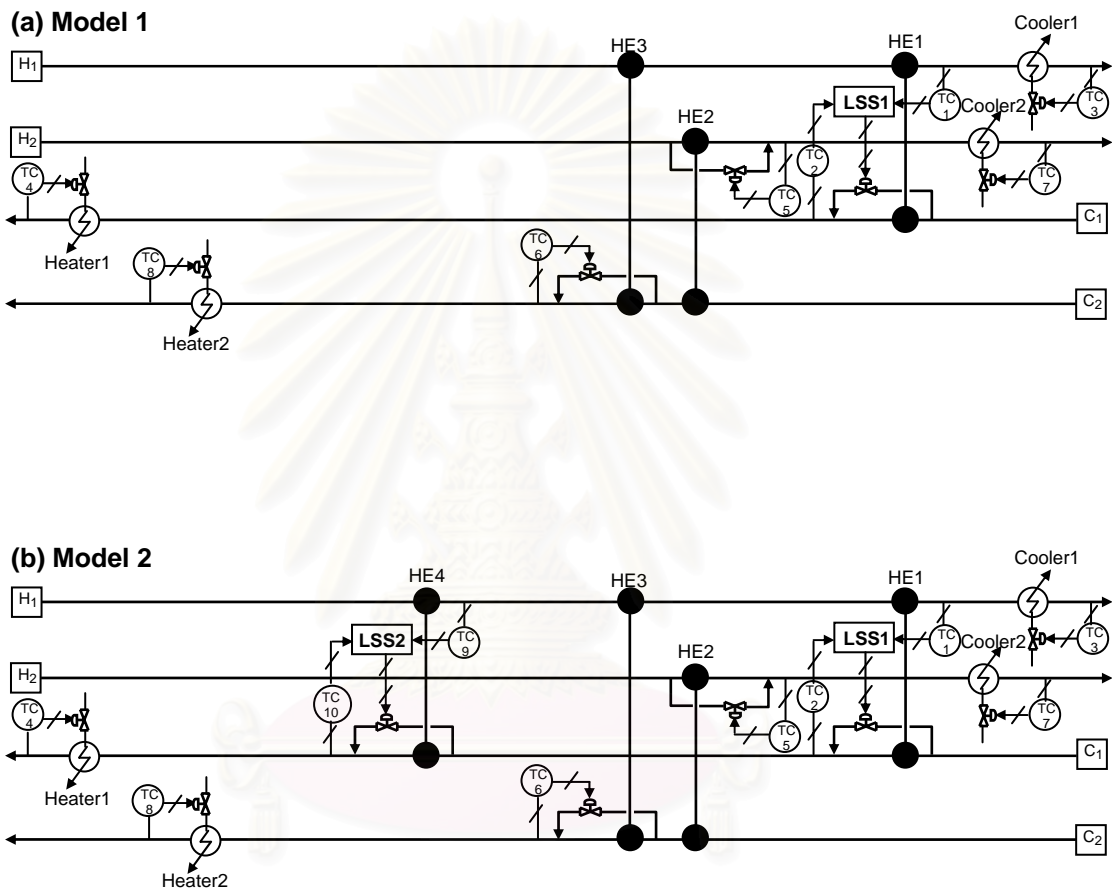 (a) Model 1
Cooler1
HE3
HE1
H1
LSS1
TC
1
TC
3
Cooler2
HE2
H2
TC
4
TC
2
TC
5
TC
7
C1
Heater1
TC
8
TC
6
C2
Heater2
(b) Model 2
Cooler1
HE4
HE3
HE1
H1
LSS2
TC
9
LSS1
TC
1
TC
3
Cooler2
HE2
H2
TC
4
TC
10
TC
2
TC
5
TC
7
C1
Heater1
TC
8
TC
6
C2
Heater2